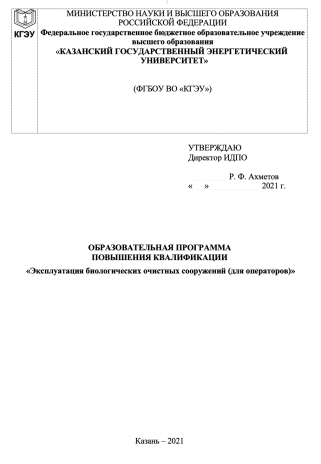 МИНИСТЕРСТВО НАУКИ И ВЫСШЕГО ОБРАЗОВАНИЯ
РОССИЙСКОЙ ФЕДЕРАЦИИ
КГЭУ
Федеральное государственное бюджетное образовательное учреждение
высшего образования
«КАЗАНСКИЙ ГОСУДАРСТВЕННЫЙ ЭНЕРГЕТИЧЕСКИЙ
УНИВЕРСИТЕТ»
(ФГБОУ ВО «КГЭУ»)
УТВЕРЖДАЮ
Директор ИДПО
____________ Р. Ф. Ахметов
« » ____________ 2021 г.
ОБРАЗОВАТЕЛЬНАЯ ПРОГРАММА
ПОВЫШЕНИЯ КВАЛИФИКАЦИИ
«Эксплуатация биологических очистных сооружений (для операторов)»
Казань – 2021